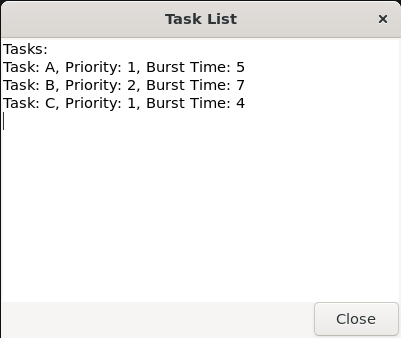 Task List
×
Tasks:
Task: A, Priority: 1, Burst Time: 5
Task: B, Priority: 2, Burst Time: 7
Task: C, Priority: 1, Burst Time: 4
Close